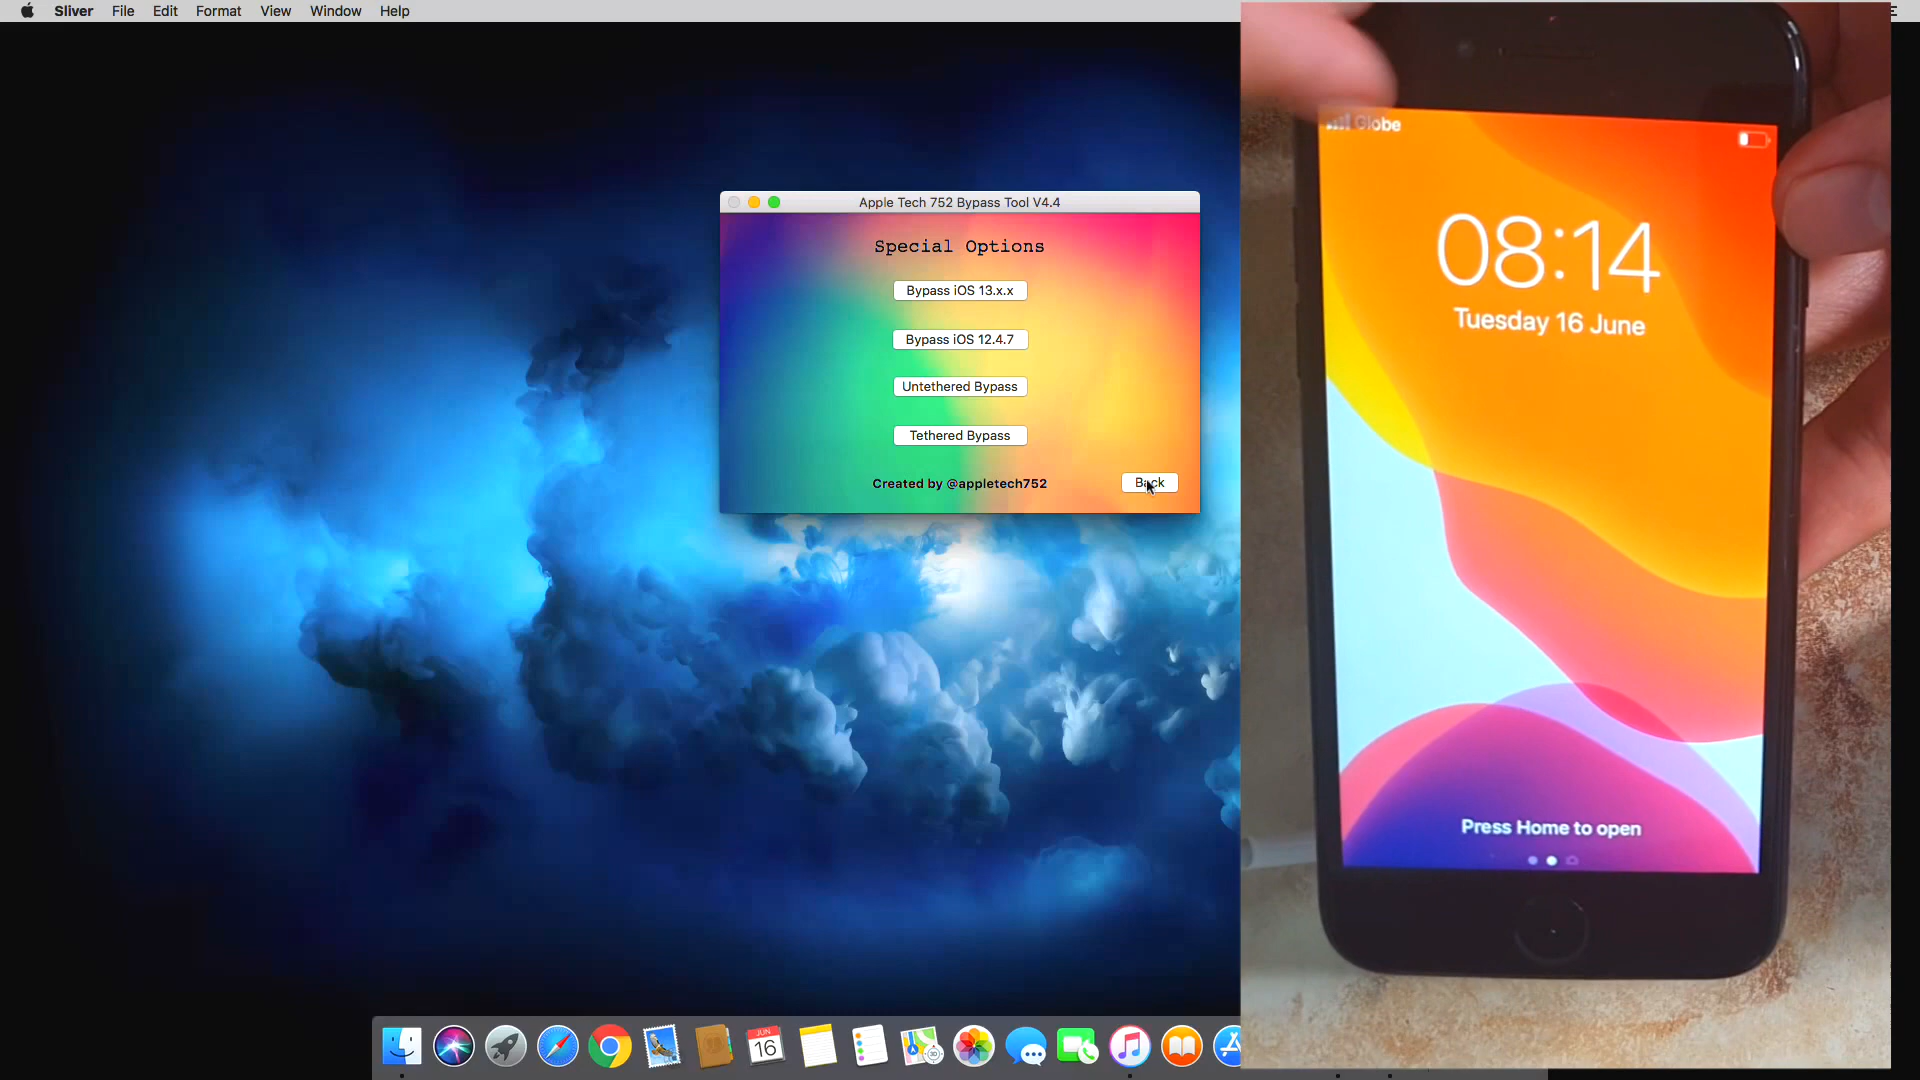 Sliver File Edit Format View Window Help
Apple Tech 752 Bypass Tool V4.4
Special Options
Bypass iOS 13.x.x
Bypass iOS 12.4.7
Untethered Bypass
Tethered Bypass
Created by @appletech752
Back
Globe
08:14
Tuesday 16 June
Press Home to open
JUN
16
3D